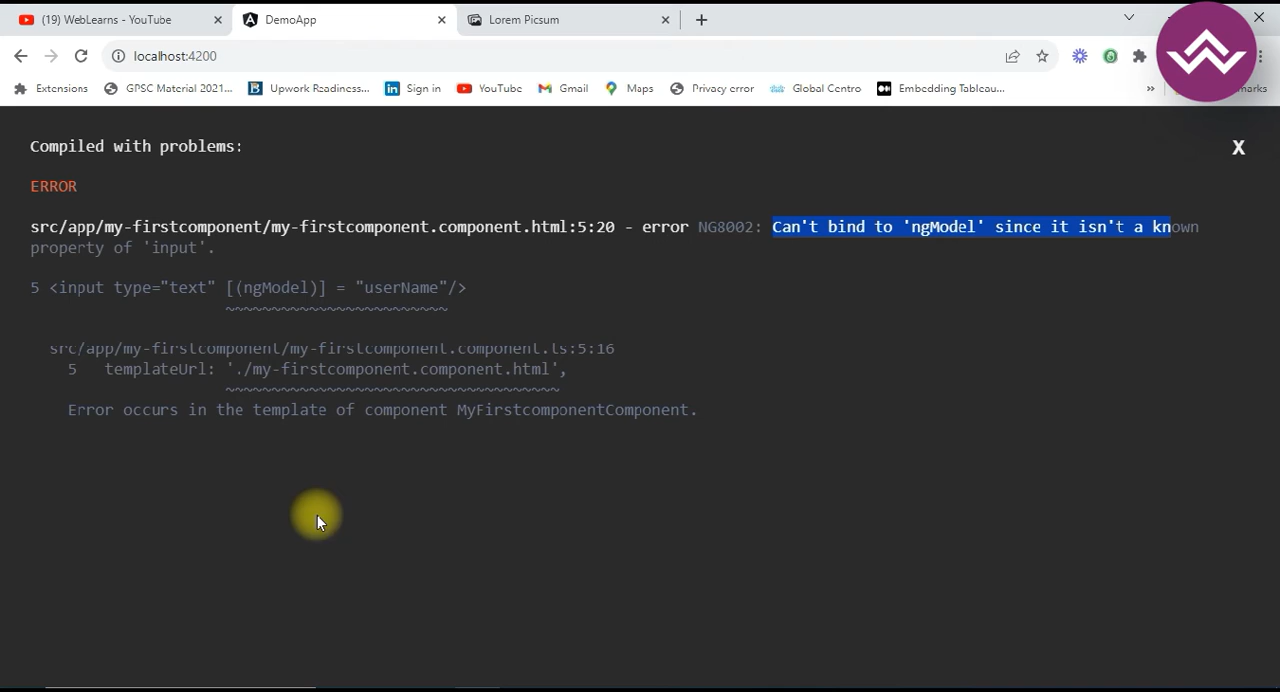 (19) WebLearns - YouTube
DemoApp
Lorem Picsum
localhost:4200
Extensions
GPSC Material 2021...
Upwork Readiness...
Sign in
YouTube
Gmail
Maps
Privacy error
Global Centro
Embedding Tableau...
»
Compiled with problems:
X
ERROR
src/app/my-firstcomponent/my-firstcomponent.component.html:5:20 - error NG8002: Can't bind to 'ngModel' since it isn't a known
property of 'input'.
5 <input type="text" [(ngModel)] = "userName"/>
~~~~~~~~~~~~~~~~~~~~~~~~
src/app/my-firstcomponent/my-firstcomponent.component.ts:5:16
5 templateUrl: './my-firstcomponent.component.html',
~~~~~~~~~~~~~~~~~~~~~~~~~~~~~~~~~~~~
Error occurs in the template of component MyFirstcomponentComponent.